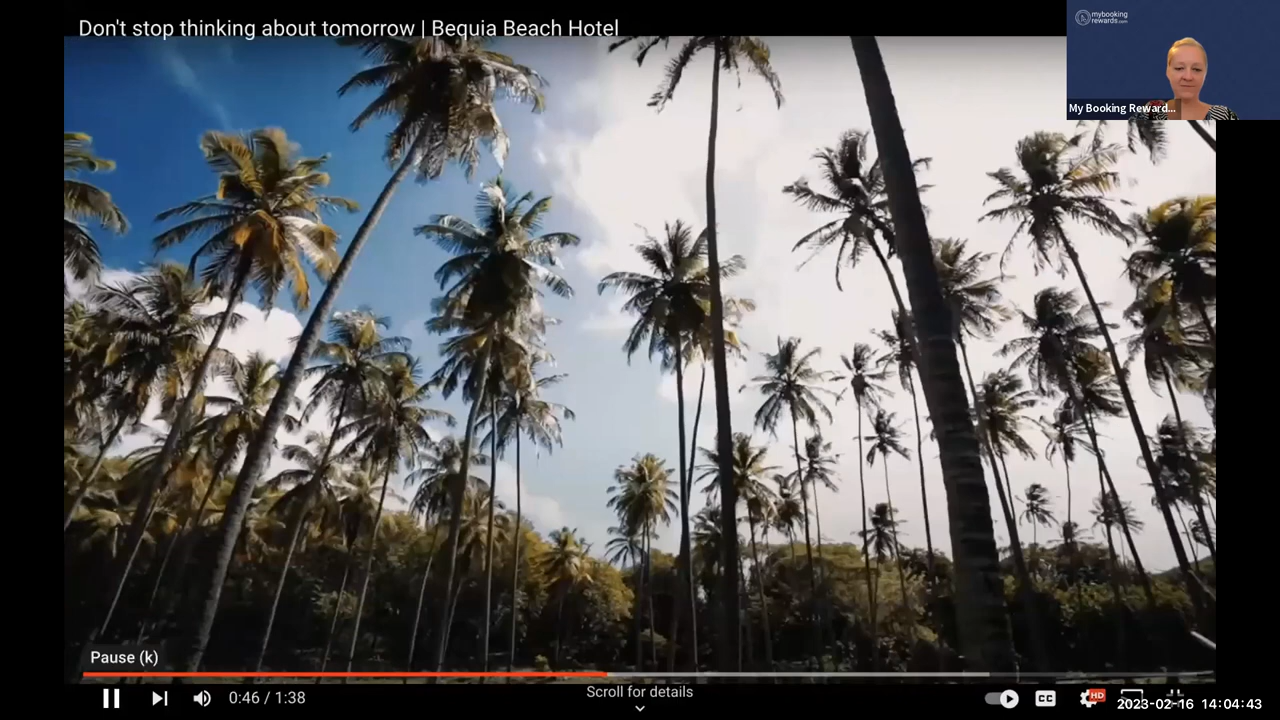 Don't stop thinking about tomorrow | Bequia Beach Hotel
mybooking
rewards.com
My Booking Reward...
Pause (k)
0:46 / 1:38
Scroll for details
CC
HD
2023-02-16 14:04:43